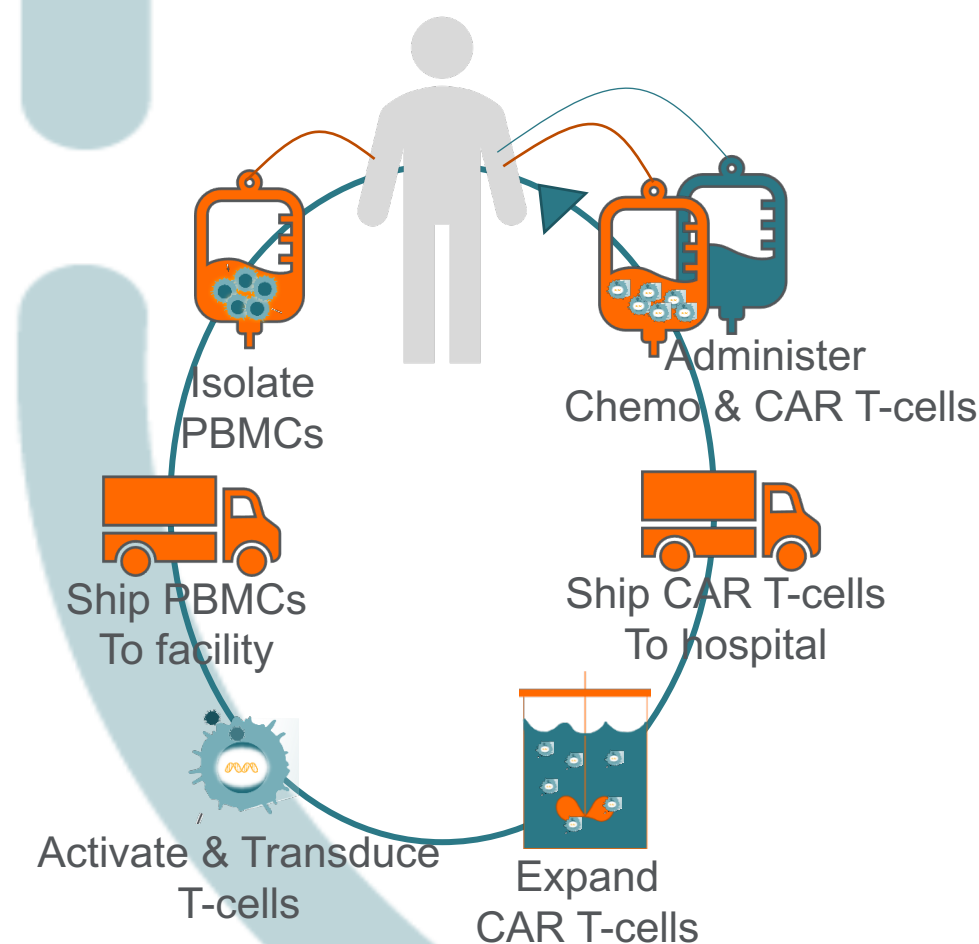 Isolate
PBMCs
Administer
Chemo & CAR T-cells
Ship PBMCs
To facility
Ship CAR T-cells
To hospital
Activate & Transduce
T-cells
Expand
CAR T-cells